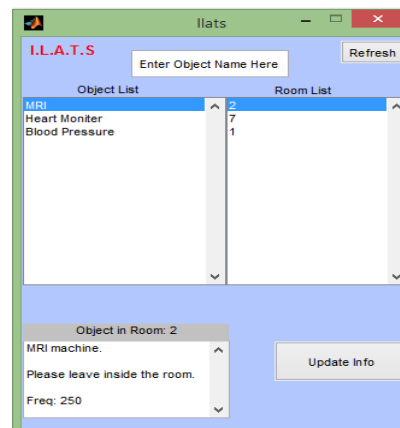 Ilats
I.L.A.T.S
Enter Object Name Here
Refresh
Object List
Room List
MRI
2
Heart Moniter
7
Blood Pressure
1
Object in Room: 2
MRI machine.
Please leave inside the room.
Freq: 250
Update Info